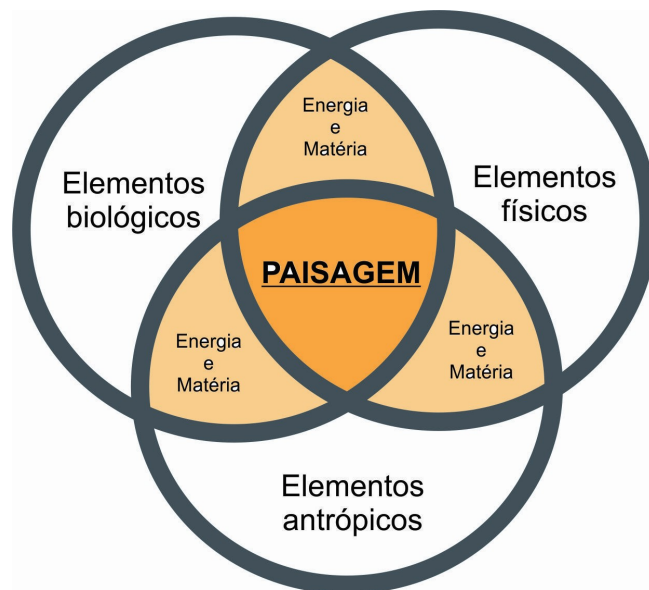 Energia
e
Matéria
Elementos
biológicos
Elementos
físicos
PAISAGEM
Energia
e
Matéria
Energia
e
Matéria
Elementos
antrópicos